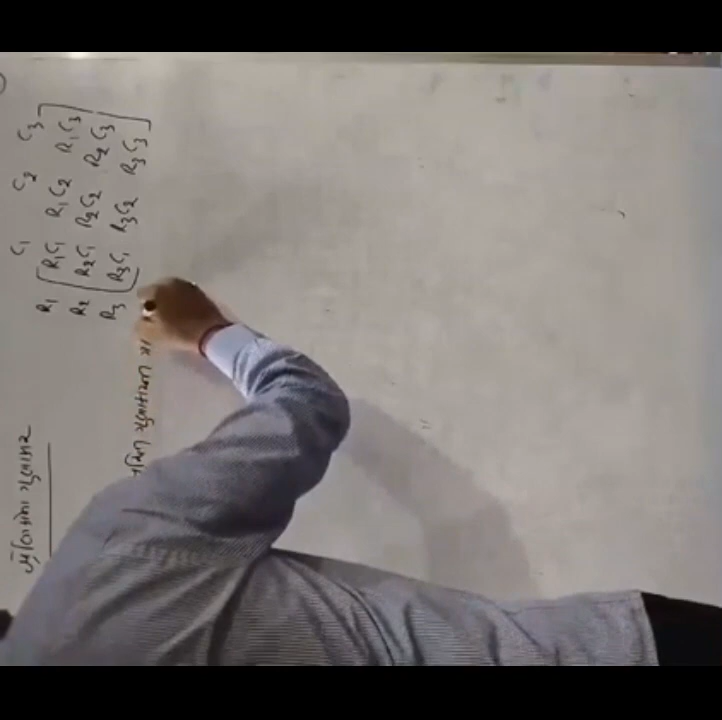 ગુણાકાર
C₁ C₂ C₃
R₁ [ R₁C₁ R₁C₂ R₁C₃ ]
R₂ R₂C₁ R₂C₂ R₂C₃
R₃ R₃C₁ R₃C₂ R₃C₃